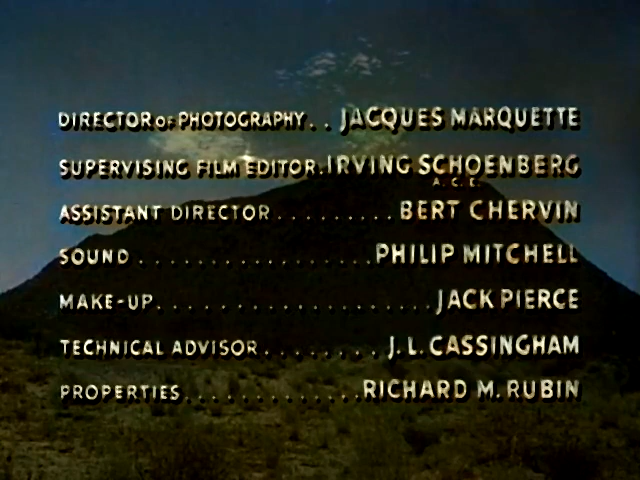 DIRECTOR OF PHOTOGRAPHY . . JACQUES MARQUETTE
SUPERVISING FILM EDITOR . IRVING SCHOENBERG
A. C. E.
ASSISTANT DIRECTOR . . . . . . . . . BERT CHERVIN
SOUND . . . . . . . . . . . . . . . . . . PHILIP MITCHELL
MAKE-UP . . . . . . . . . . . . . . . . . . . . . JACK PIERCE
TECHNICAL ADVISOR . . . . . . . . J. L. CASSINGHAM
PROPERTIES . . . . . . . . . . . . . RICHARD M. RUBIN